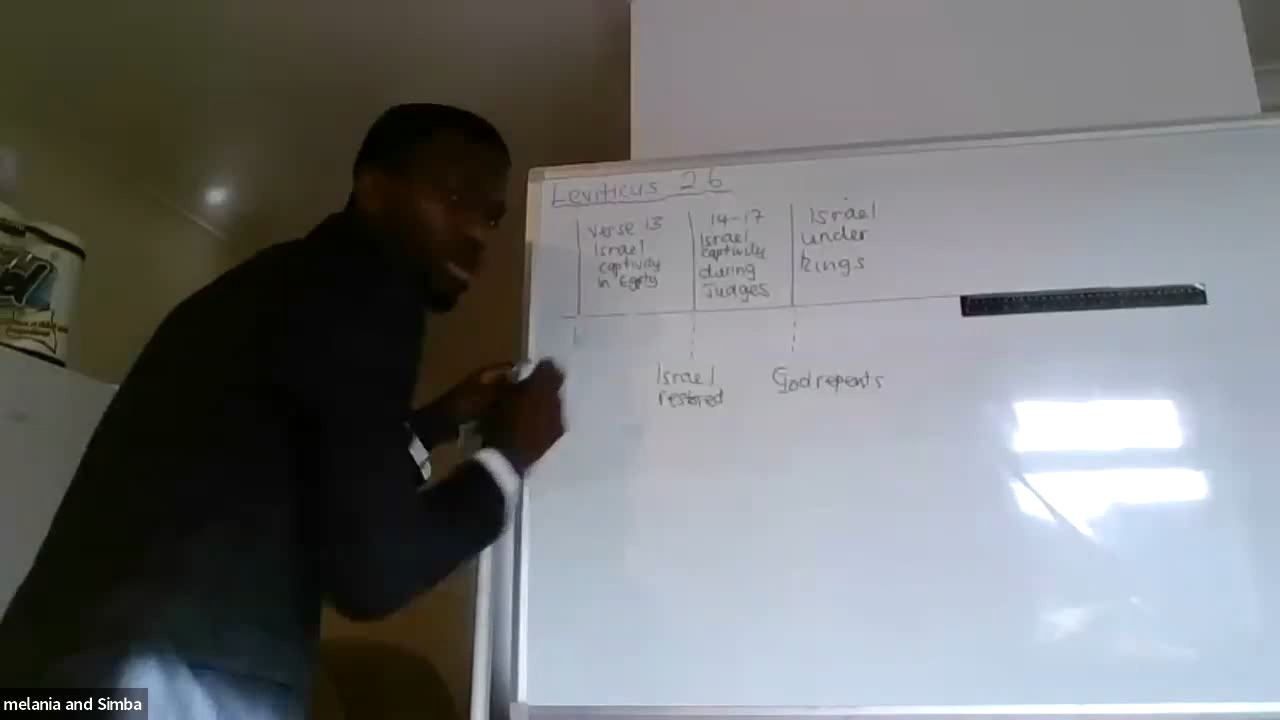 Leviticus 26
verse 13
Israel
captivity
in Egpty
14-17
Israel
captivity
during
Judges
Israel
under
kings
Israel
restored
God repents
melania and Simba